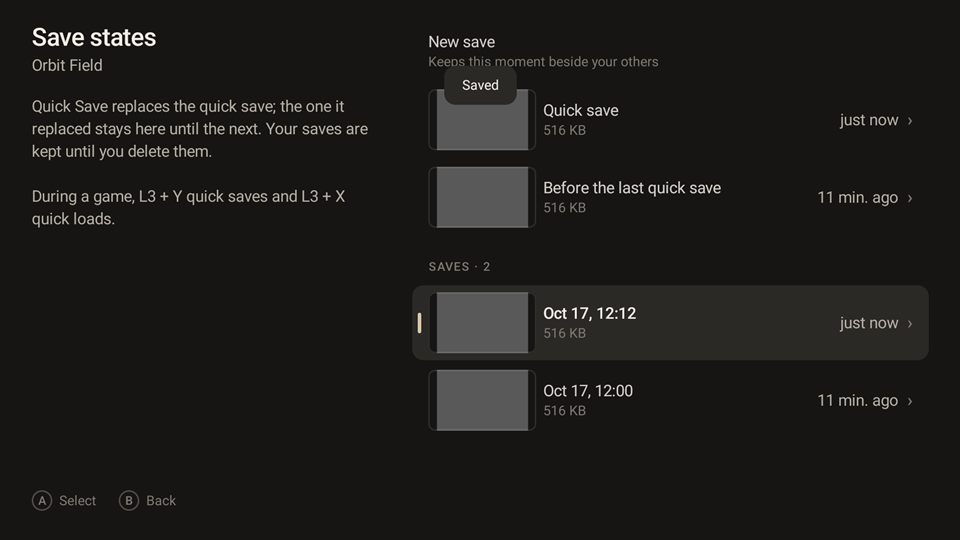 Save states
Orbit Field
Quick Save replaces the quick save; the one it
replaced stays here until the next. Your saves are
kept until you delete them.
During a game, L3 + Y quick saves and L3 + X
quick loads.
New save
Keeps this moment beside your others
Saved
Quick save
516 KB
just now ›
Before the last quick save
516 KB
11 min. ago ›
SAVES · 2
Oct 17, 12:12
516 KB
just now ›
Oct 17, 12:00
516 KB
11 min. ago ›
A Select B Back